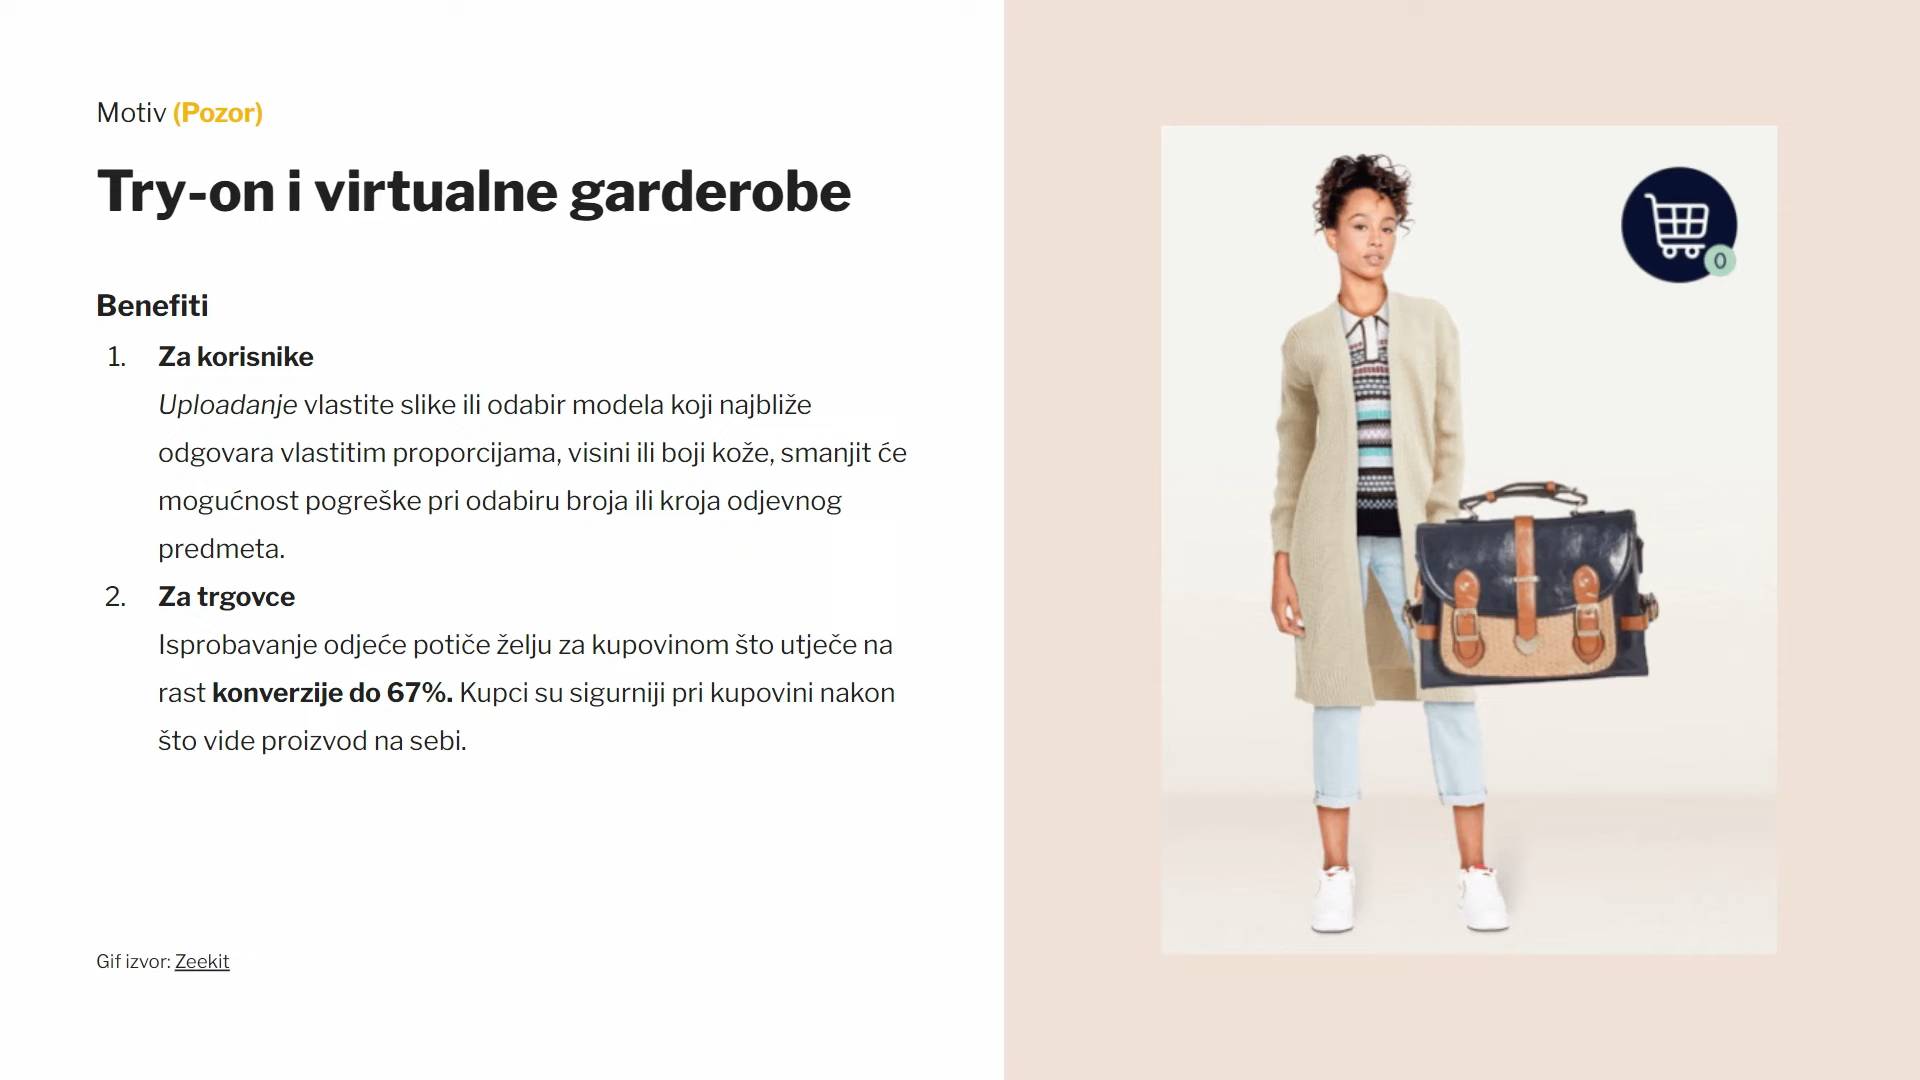 Motiv (Pozor)
Try-on i virtualne garderobe
Benefiti
1. Za korisnike
Uploadanje vlastite slike ili odabir modela koji najbliže
odgovara vlastitim proporcijama, visini ili boji kože, smanjit će
mogućnost pogreške pri odabiru broja ili kroja odjevnog
predmeta.
2. Za trgovce
Isprobavanje odjeće potiče želju za kupovinom što utječe na
rast konverzije do 67%. Kupci su sigurniji pri kupovini nakon
što vide proizvod na sebi.
Gif izvor: Zeekit
0